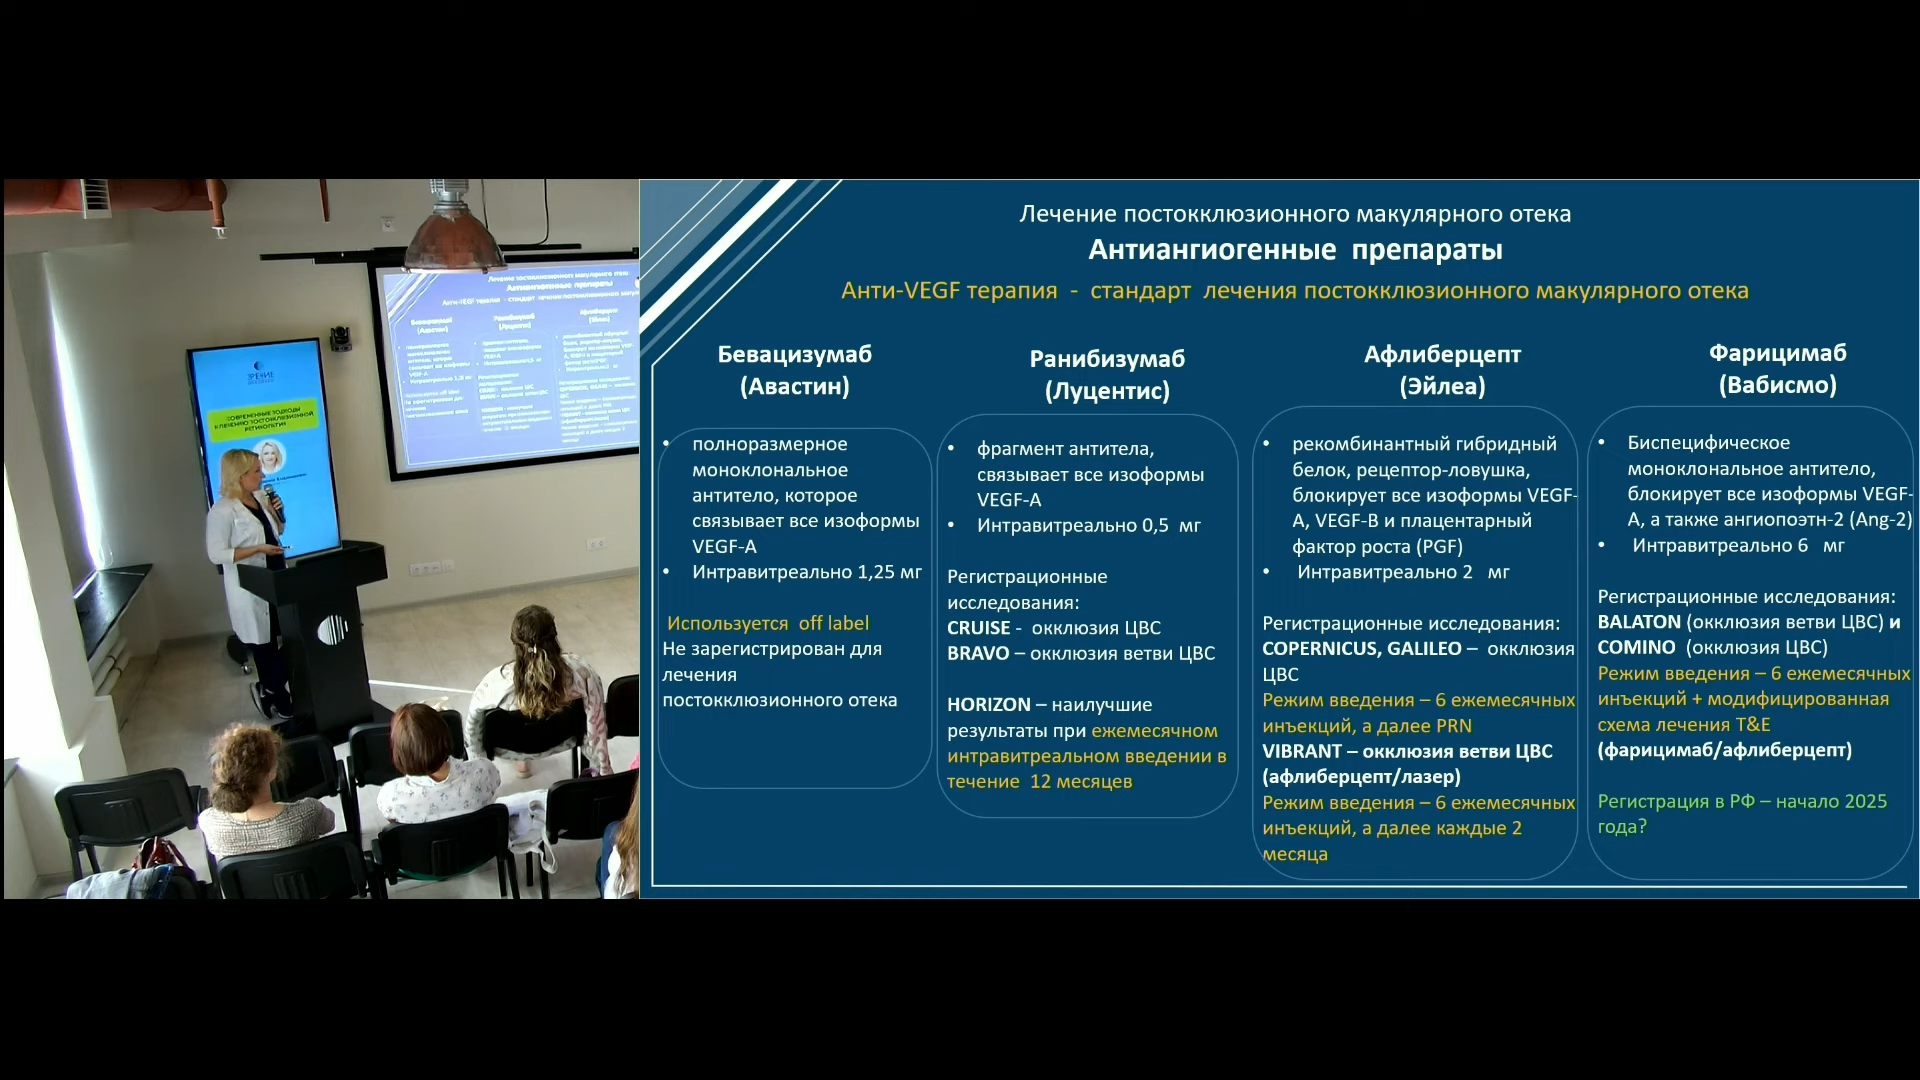 Лечение постокклюзионного макулярного отека
Антиангиогенные препараты
Анти-VEGF терапия - стандарт лечения постокклюзионного макулярного отека
Бевацизумаб
(Авастин)
• полноразмерное
моноклональное
антитело, которое
связывает все изоформы
VEGF-A
• Интравитреально 1,25 мг
Используется off label
Не зарегистрирован для
лечения
постокклюзионного отека
Ранибизумаб
(Луцентис)
• фрагмент антитела,
связывает все изоформы
VEGF-A
• Интравитреально 0,5 мг
Регистрационные
исследования:
CRUISE - окклюзия ЦВС
BRAVO – окклюзия ветви ЦВС
HORIZON – наилучшие
результаты при ежемесячном
интравитреальном введении в
течение 12 месяцев
Афлиберцепт
(Эйлеа)
• рекомбинантный гибридный
белок, рецептор-ловушка,
блокирует все изоформы VEGF-
A, VEGF-B и плацентарный
фактор роста (PGF)
• Интравитреально 2 мг
Регистрационные исследования:
COPERNICUS, GALILEO – окклюзия
ЦВС
Режим введения – 6 ежемесячных
инъекций, а далее PRN
VIBRANT – окклюзия ветви ЦВС
(афлиберцепт/лазер)
Режим введения – 6 ежемесячных
инъекций, а далее каждые 2
месяца
Фарицимаб
(Вабисмо)
• Биспецифическое
моноклональное антитело,
блокирует все изоформы VEGF-
A, а также ангиопоэтн-2 (Ang-2)
• Интравитреально 6 мг
Регистрационные исследования:
BALATON (окклюзия ветви ЦВС) и
COMINO (окклюзия ЦВС)
Режим введения – 6 ежемесячных
инъекций + модифицированная
схема лечения T&E
(фарицимаб/афлиберцепт)
Регистрация в РФ – начало 2025
года?
ЗРЕНИЕ
СОВРЕМЕННЫЕ ПОДХОДЫ
К ЛЕЧЕНИЮ ПОСТОККЛЮЗИОННОЙ
РЕТИНОПАТИИ